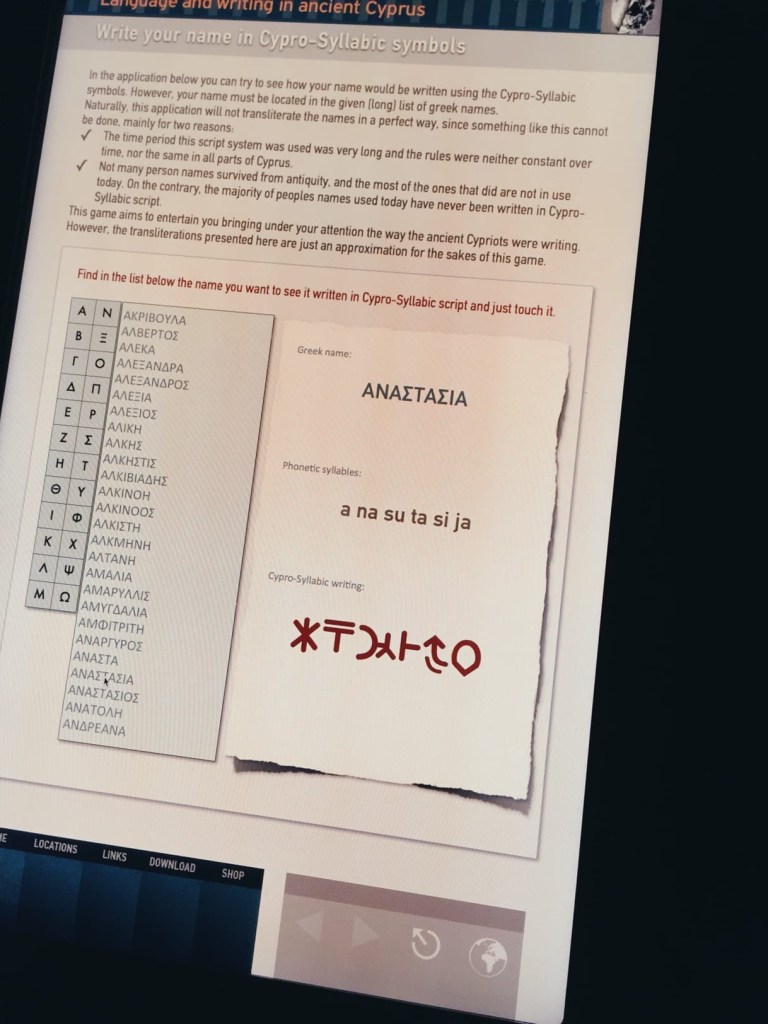 Language and writing in ancient Cyprus
Write your name in Cypro-Syllabic symbols
In the application below you can try to see how your name would be written using the Cypro-Syllabic
symbols. However, your name must be located in the given (long) list of greek names.
Naturally, this application will not transliterate the names in a perfect way, since something like this cannot
be done, mainly for two reasons:
✓ The time period this script system was used was very long and the rules were neither constant over
time, nor the same in all parts of Cyprus.
✓ Not many person names survived from antiquity, and the most of the ones that did are not in use
today. On the contrary, the majority of peoples names used today have never been written in Cypro-
Syllabic script.
This game aims to entertain you bringing under your attention the way the ancient Cypriots were writing.
However, the transliterations presented here are just an approximation for the sakes of this game.
Find in the list below the name you want to see it written in Cypro-Syllabic script and just touch it.
Α Ν
Β Ξ
Γ Ο
Δ Π
Ε Ρ
Ζ Σ
Η Τ
Θ Υ
Ι Φ
Κ Χ
Λ Ψ
Μ Ω
ΑΚΡΙΒΟΥΛΑ
ΑΛΒΕΡΤΟΣ
ΑΛΕΚΑ
ΑΛΕΞΑΝΔΡΑ
ΑΛΕΞΑΝΔΡΟΣ
ΑΛΕΞΙΑ
ΑΛΕΞΙΟΣ
ΑΛΙΚΗ
ΑΛΚΗΣ
ΑΛΚΗΣΤΙΣ
ΑΛΚΙΒΙΑΔΗΣ
ΑΛΚΙΝΟΗ
ΑΛΚΙΝΟΟΣ
ΑΛΚΙΣΤΗ
ΑΛΚΜΗΝΗ
ΑΛΤΑΝΗ
ΑΜΑΛΙΑ
ΑΜΑΡΥΛΛΙΣ
ΑΜΥΓΔΑΛΙΑ
ΑΜΦΙΤΡΙΤΗ
ΑΝΑΡΓΥΡΟΣ
ΑΝΑΣΤΑ
ΑΝΑΣΤΑΣΙΑ
ΑΝΑΣΤΑΣΙΟΣ
ΑΝΑΤΟΛΗ
ΑΝΔΡΕΑΝΑ
Greek name:
ΑΝΑΣΤΑΣΙΑ
Phonetic syllables:
a na su ta si ja
Cypro-Syllabic writing:
𐠀𐠙𐠪𐠭𐠨𐠅
LOCATIONS
LINKS
DOWNLOAD
SHOP